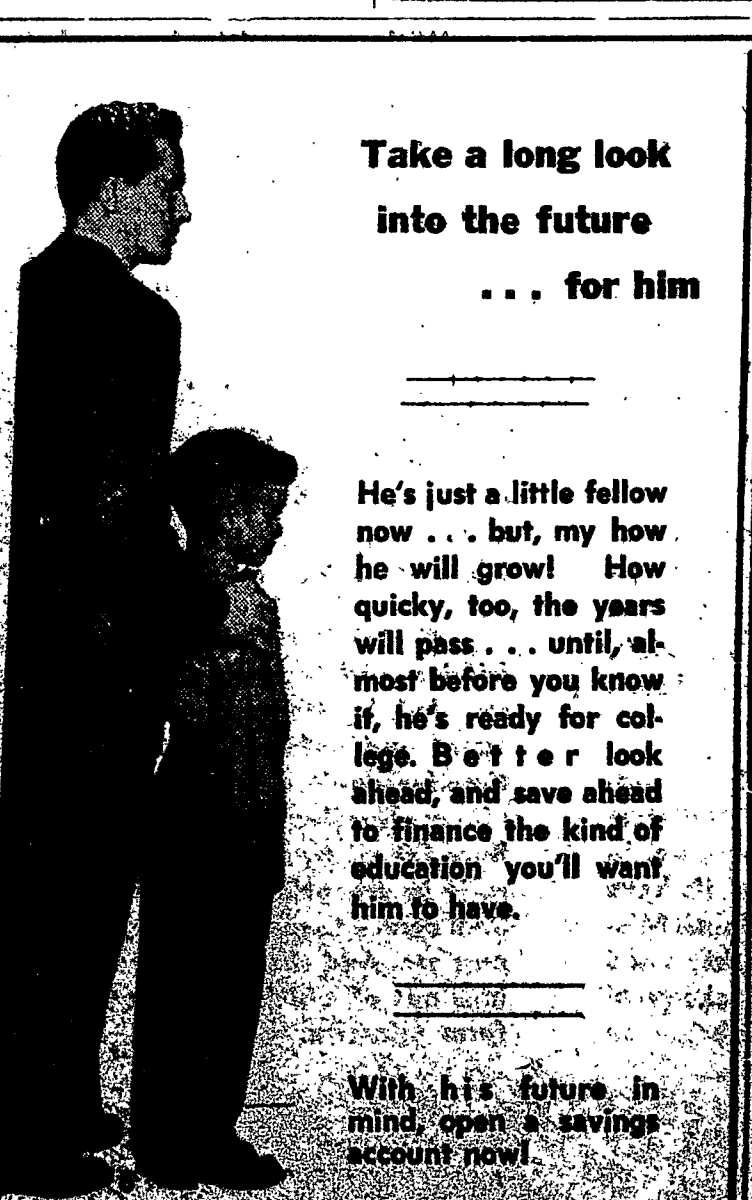 Take a long look
into the future
... for him
He's just a little fellow
now ... but, my how
he will grow! How
quicky, too, the years
will pass ... until, al-
most before you know
it, he's ready for col-
lege. Better look
ahead, and save ahead
to finance the kind of
education you'll want
him to have.
With his future in
mind, open a savings
account now!